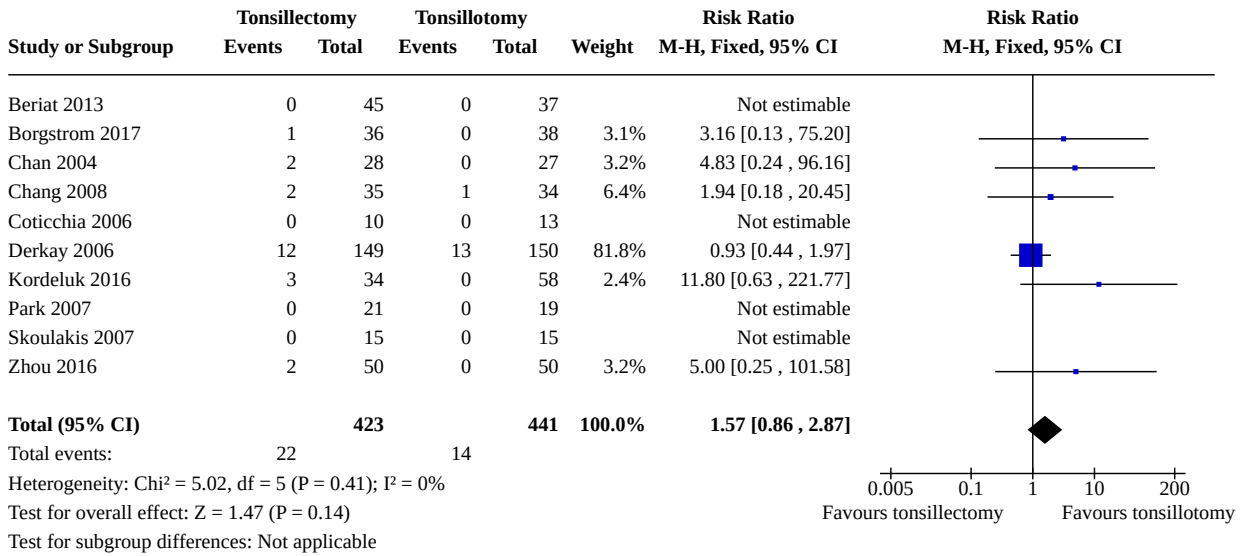 Tonsillectomy Tonsillotomy Risk Ratio Risk Ratio
Study or Subgroup Events Total Events Total Weight M-H, Fixed, 95% CI M-H, Fixed, 95% CI
Beriat 2013 0 45 0 37 Not estimable
Borgstrom 2017 1 36 0 38 3.1% 3.16 [0.13 , 75.20]
Chan 2004 2 28 0 27 3.2% 4.83 [0.24 , 96.16]
Chang 2008 2 35 1 34 6.4% 1.94 [0.18 , 20.45]
Coticchia 2006 0 10 0 13 Not estimable
Derkay 2006 12 149 13 150 81.8% 0.93 [0.44 , 1.97]
Kordeluk 2016 3 34 0 58 2.4% 11.80 [0.63 , 221.77]
Park 2007 0 21 0 19 Not estimable
Skoulakis 2007 0 15 0 15 Not estimable
Zhou 2016 2 50 0 50 3.2% 5.00 [0.25 , 101.58]
Total (95% CI) 423 441 100.0% 1.57 [0.86 , 2.87]
Total events: 22 14
Heterogeneity: Chi² = 5.02, df = 5 (P = 0.41); I² = 0%
Test for overall effect: Z = 1.47 (P = 0.14)
Test for subgroup differences: Not applicable
0.005 0.1 1 10 200
Favours tonsillectomy Favours tonsillotomy